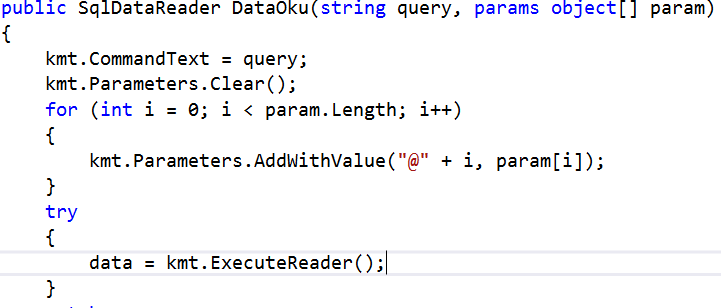 public SqlDataReader DataOku(string query, params object[] param)
{
kmt.CommandText = query;
kmt.Parameters.Clear();
for (int i = 0; i < param.Length; i++)
{
kmt.Parameters.AddWithValue("@" + i, param[i]);
}
try
{
data = kmt.ExecuteReader();
}